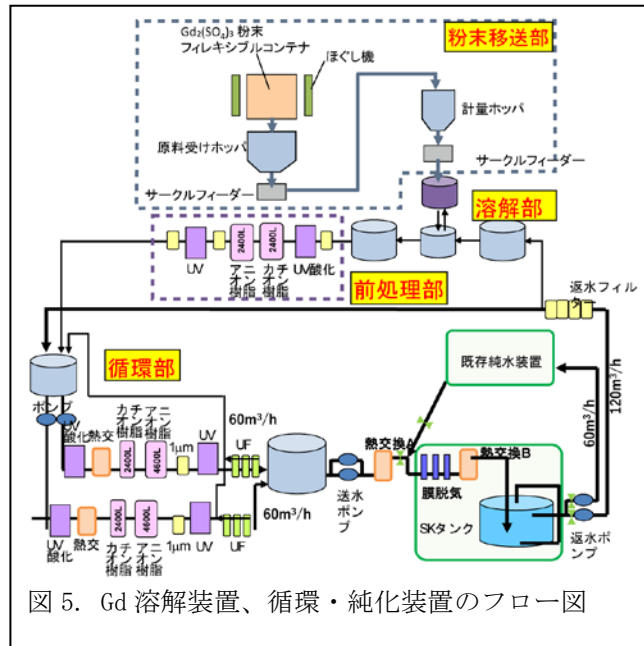 Gd₂(SO₄)₃ 粉末
フィレキシブルコンテナ
ほぐし機
粉末移送部
原料受けホッパ
計量ホッパ
サークルフィーダー
サークルフィーダー
溶解部
UV
アニオン樹脂
2400L
カチオン樹脂
2400L
UV酸化
前処理部
返水フィルター
循環部
既存純水装置
ポンプ
UV酸化
熱交
カチオン樹脂
2400L
アニオン樹脂
4600L
1μm
UV
UF
60m³/h
送水ポンプ
熱交換A
膜脱気
熱交換B
SKタンク
60m³/h
120m³/h
返水ポンプ
UV酸化
熱交
カチオン樹脂
2400L
アニオン樹脂
4600L
1μm
UV
UF
60m³/h
図 5. Gd 溶解装置、循環・純化装置のフロー図